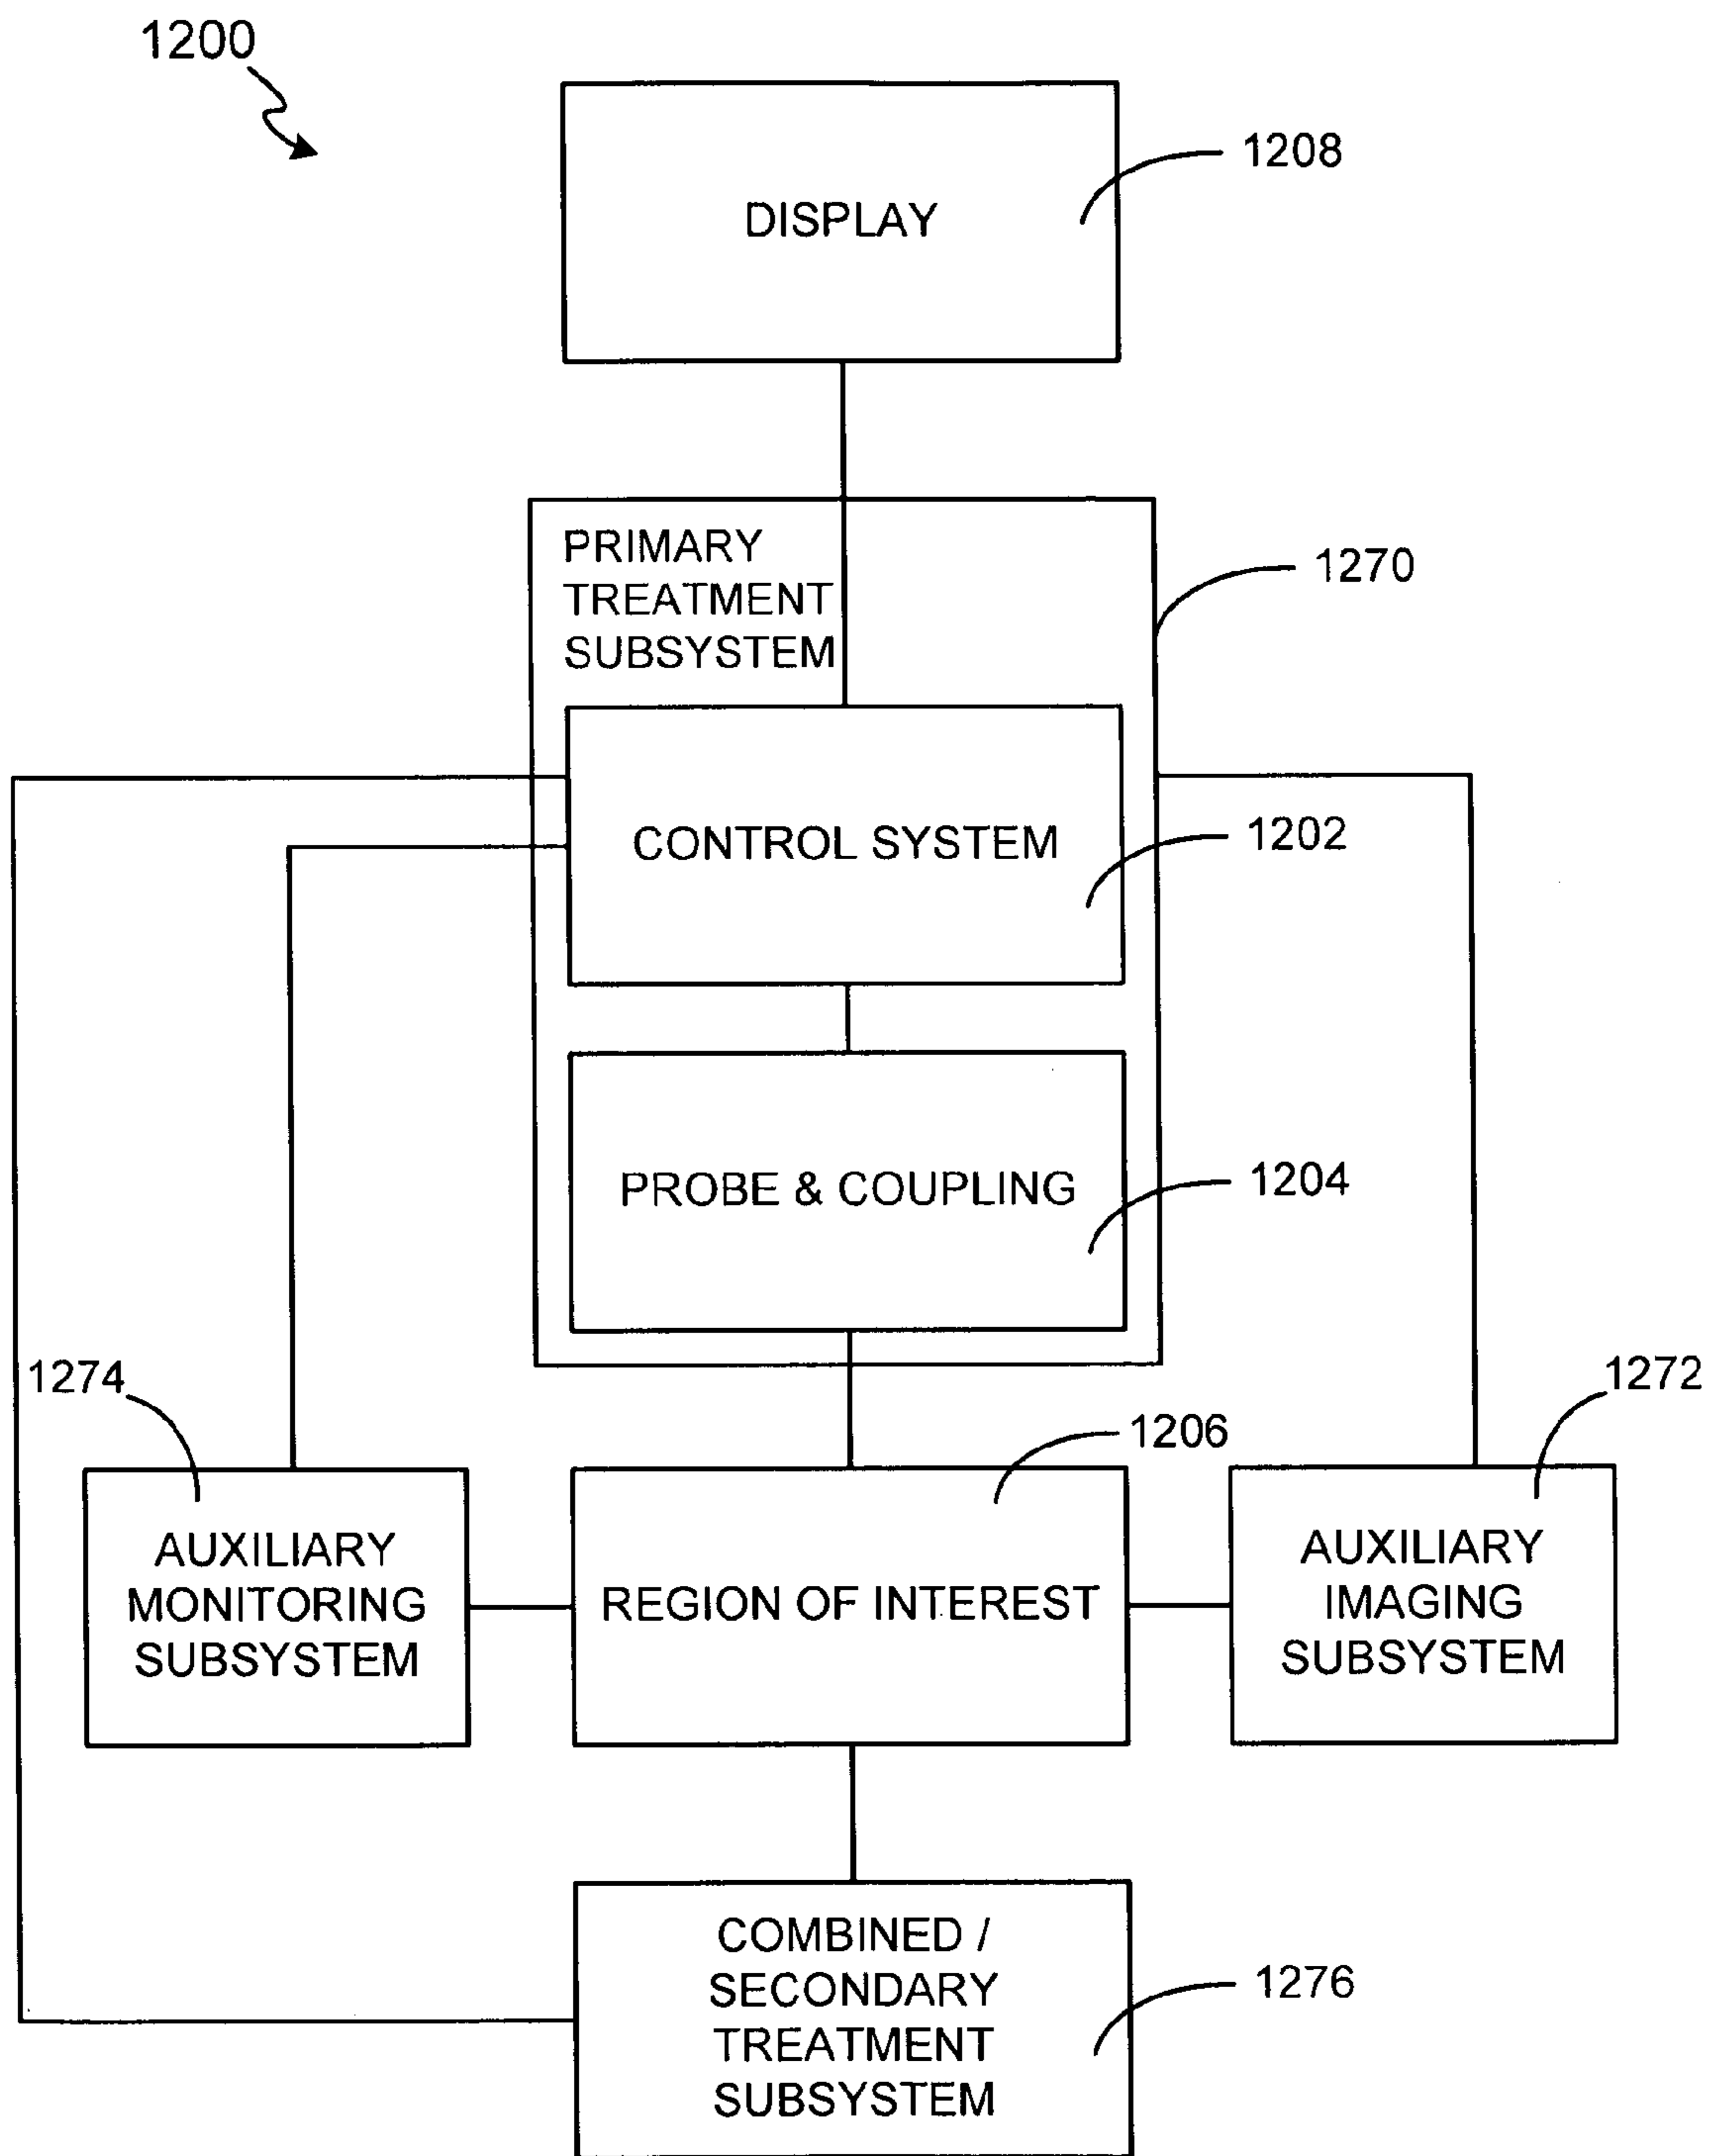 1200
DISPLAY
1208
PRIMARY
TREATMENT
SUBSYSTEM
1270
CONTROL SYSTEM
1202
PROBE & COUPLING
1204
1274
1272
1206
AUXILIARY
MONITORING
SUBSYSTEM
REGION OF INTEREST
AUXILIARY
IMAGING
SUBSYSTEM
COMBINED /
SECONDARY
TREATMENT
SUBSYSTEM
1276